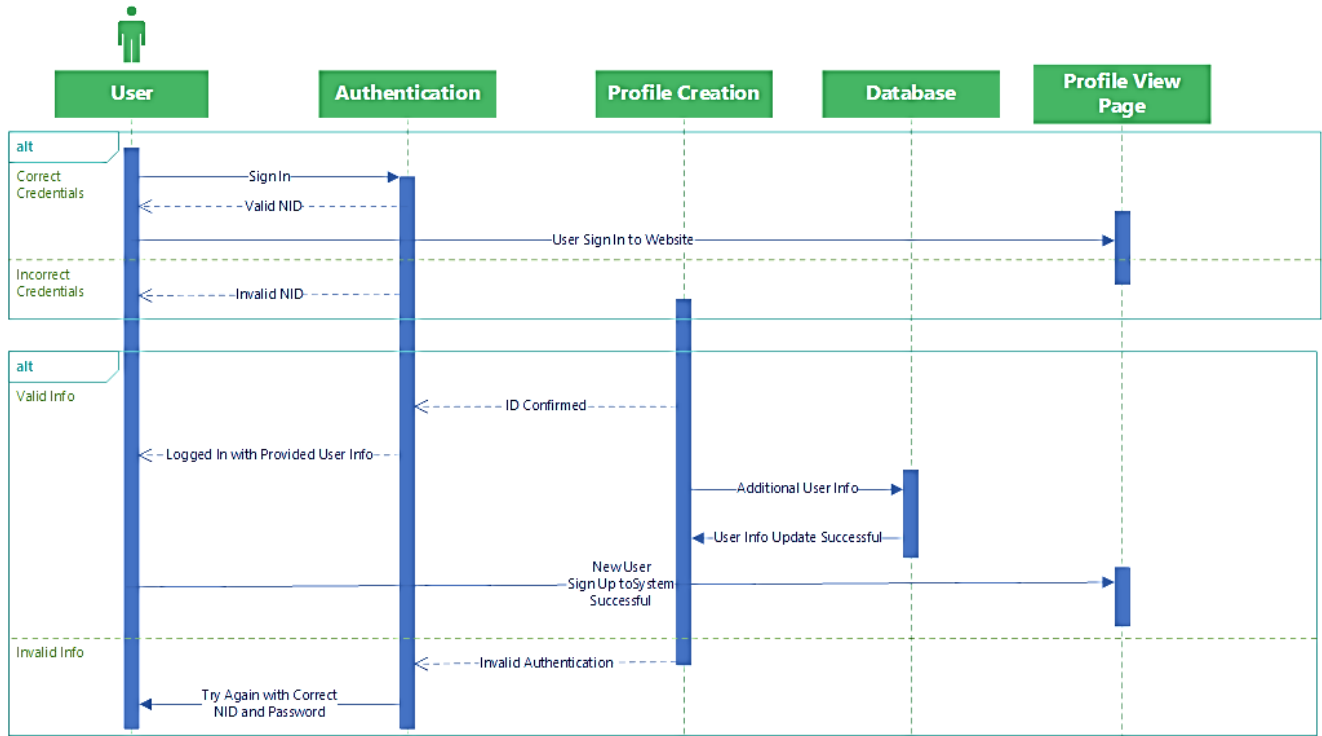 User
Authentication
Profile Creation
Database
Profile View
Page
alt
Correct
Credentials
Sign In
Valid NID
User Sign In to Website
Incorrect
Credentials
Invalid NID
alt
Valid Info
ID Confirmed
Logged In with Provided User Info
Additional User Info
User Info Update Successful
New User
Sign Up toSystem
Successful
Invalid Info
Invalid Authentication
Try Again with Correct
NID and Password